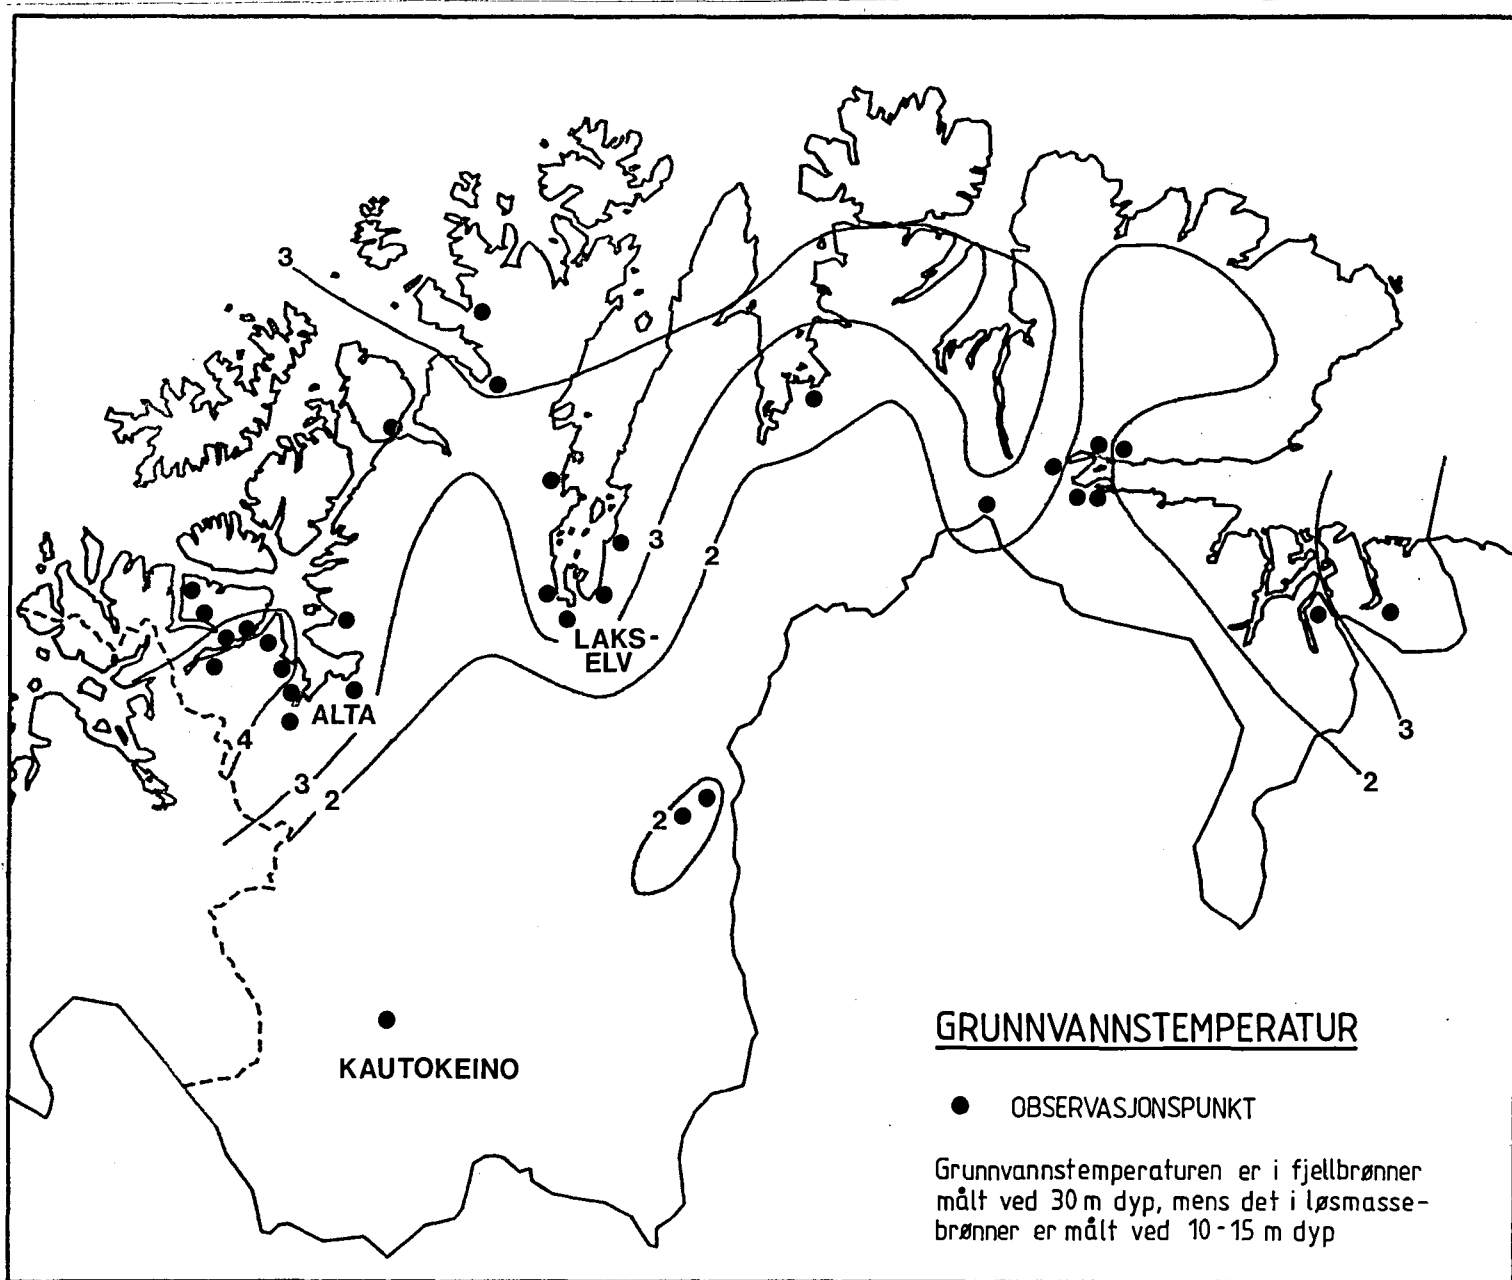 3
3
2
LAKS-
ELV
4
ALTA
3
2
3
2
2
KAUTOKEINO
GRUNNVANNSTEMPERATUR
OBSERVASJONSPUNKT
Grunnvannstemperaturen er i fjellbrønner
målt ved 30 m dyp, mens det i løsmasse-
brønner er målt ved 10-15 m dyp